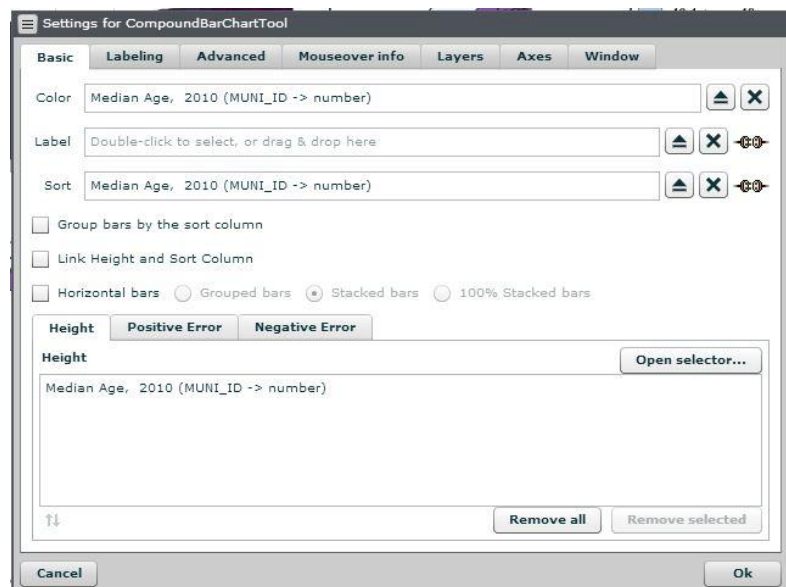 Settings for CompoundBarChartTool
Basic Labeling Advanced Mouseover info Layers Axes Window
Color Median Age, 2010 (MUNI_ID -> number)
Label Double-click to select, or drag & drop here
Sort Median Age, 2010 (MUNI_ID -> number)
Group bars by the sort column
Link Height and Sort Column
Horizontal bars Grouped bars Stacked bars 100% Stacked bars
Height Positive Error Negative Error
Height Open selector...
Median Age, 2010 (MUNI_ID -> number)
Remove all Remove selected
Cancel Ok